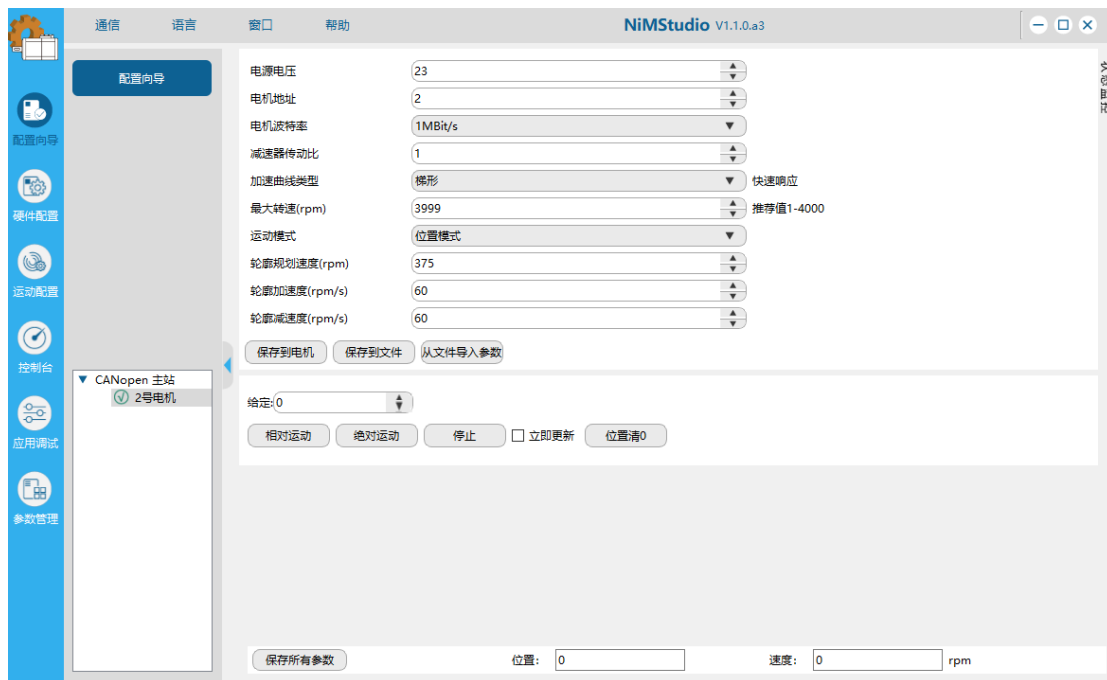 通信 语言 窗口 帮助 NiMStudio V1.1.0.a3
配置向导
硬件配置
运动配置
控制台
应用调试
参数管理
配置向导
CANopen 主站
2号电机
电源电压 23
电机地址 2
电机波特率 1MBit/s
减速器传动比 1
加速曲线类型 梯形 快速响应
最大转速(rpm) 3999 推荐值1-4000
运动模式 位置模式
轮廓规划速度(rpm) 375
轮廓加速度(rpm/s) 60
轮廓减速度(rpm/s) 60
保存到电机 保存到文件 从文件导入参数
给定:0
相对运动 绝对运动 停止 立即更新 位置清0
保存所有参数 位置: 0 速度: 0 rpm